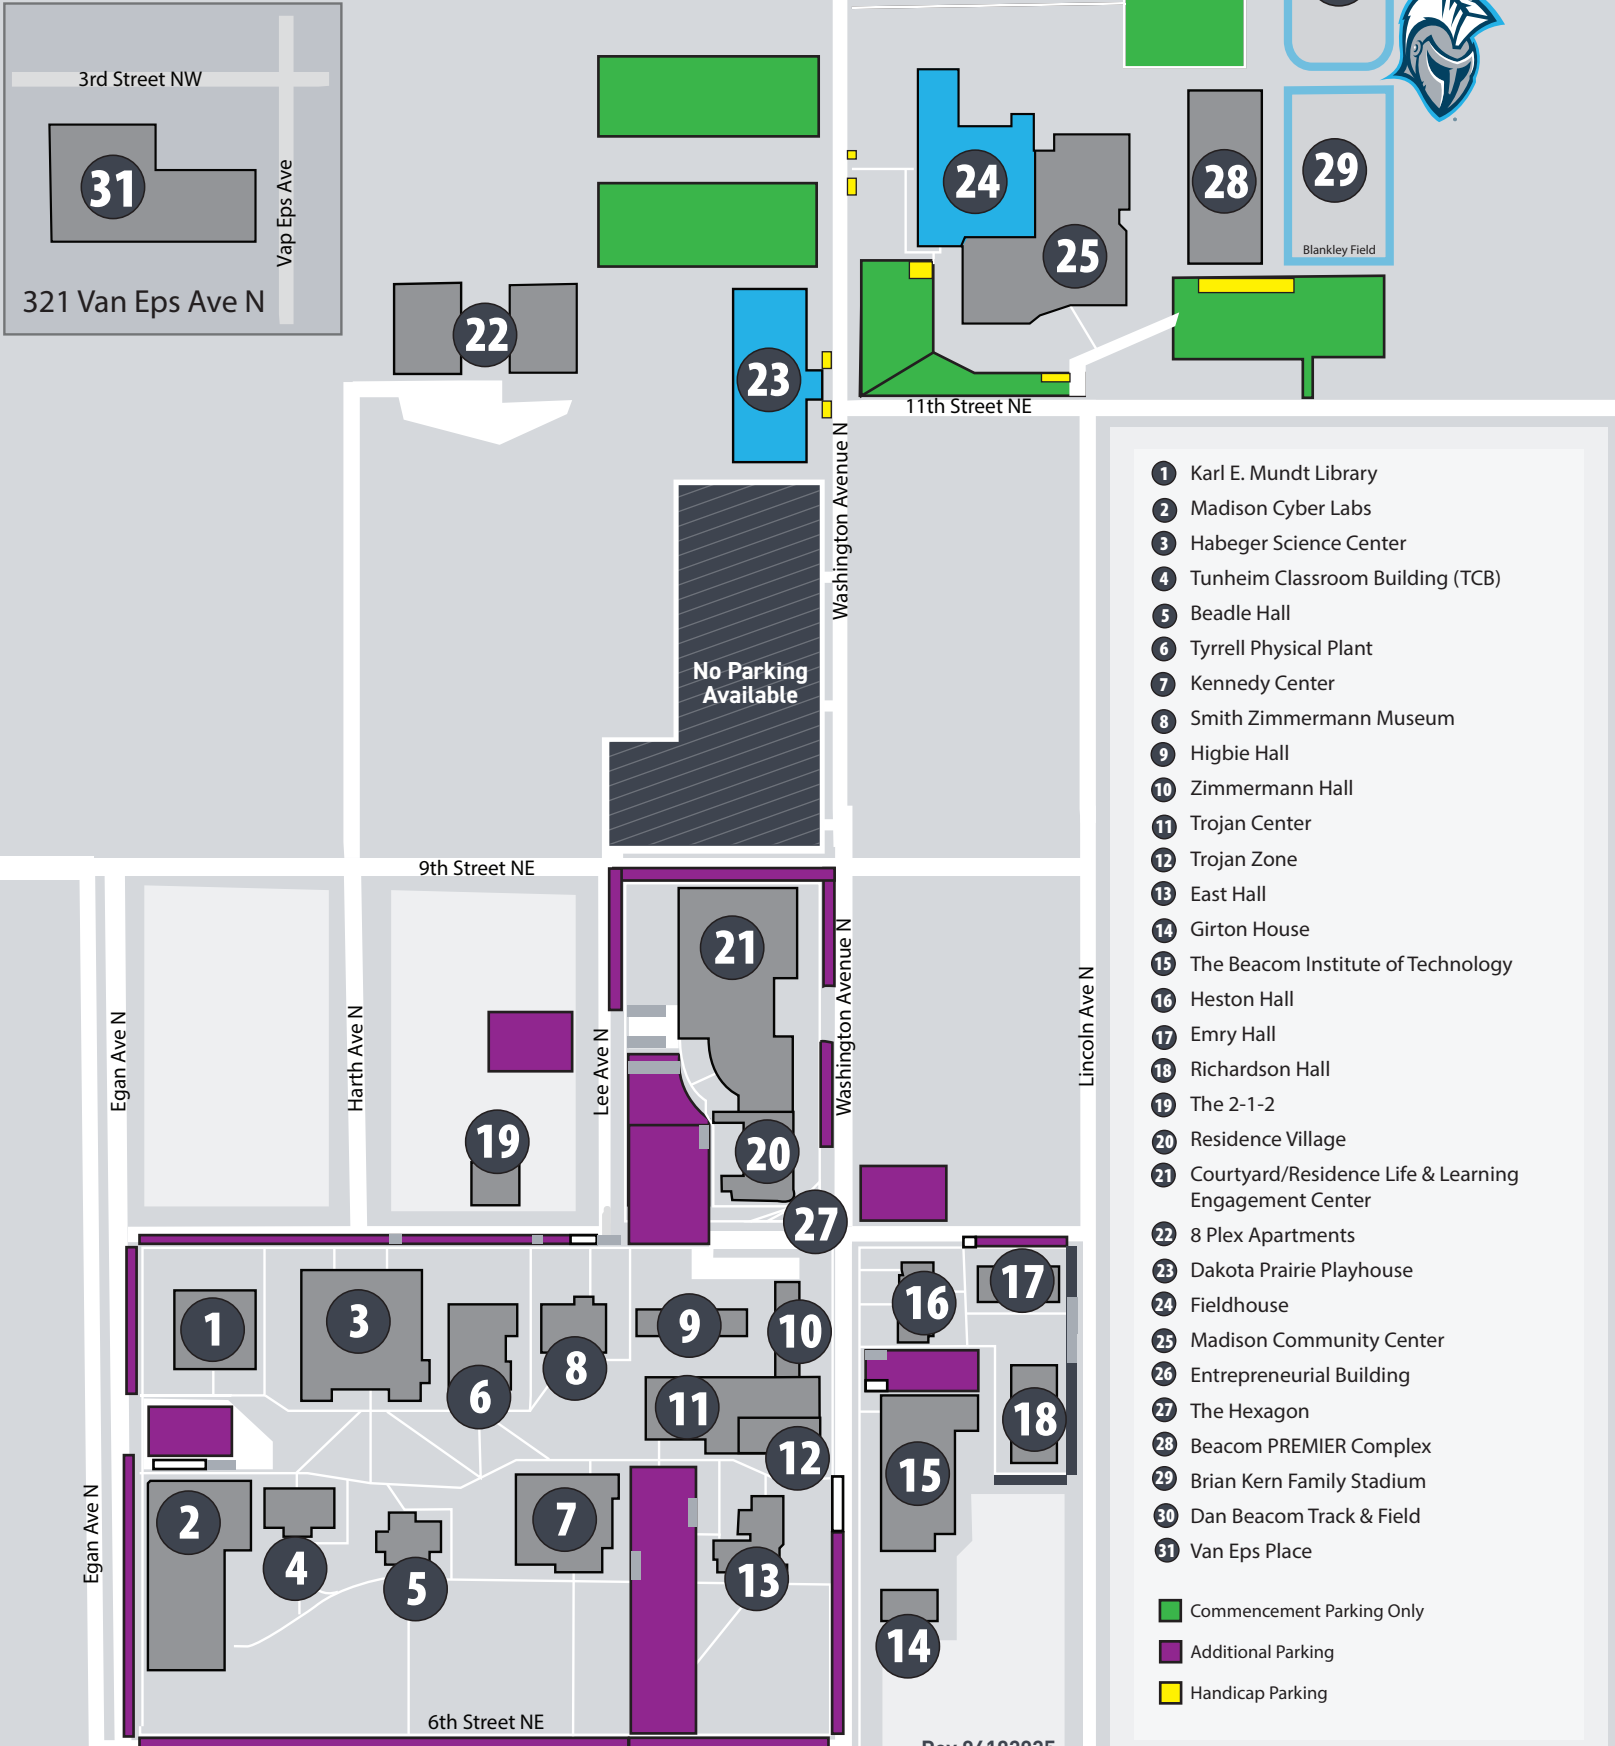 3rd Street NW
Vap Eps Ave
31
321 Van Eps Ave N
24
25
28
29
Blankley Field
22
23
11th Street NE
Washington Avenue N
No Parking
Available
9th Street NE
Egan Ave N
Harth Ave N
Lee Ave N
Washington Avenue N
Lincoln Ave N
21
19
20
27
1
3
6
8
9
10
11
12
16
17
18
15
Egan Ave N
2
4
5
7
13
14
6th Street NE
1 Karl E. Mundt Library
2 Madison Cyber Labs
3 Habeger Science Center
4 Tunheim Classroom Building (TCB)
5 Beadle Hall
6 Tyrrell Physical Plant
7 Kennedy Center
8 Smith Zimmermann Museum
9 Higbie Hall
10 Zimmermann Hall
11 Trojan Center
12 Trojan Zone
13 East Hall
14 Girton House
15 The Beacom Institute of Technology
16 Heston Hall
17 Emry Hall
18 Richardson Hall
19 The 2-1-2
20 Residence Village
21 Courtyard/Residence Life & Learning
Engagement Center
22 8 Plex Apartments
23 Dakota Prairie Playhouse
24 Fieldhouse
25 Madison Community Center
26 Entrepreneurial Building
27 The Hexagon
28 Beacom PREMIER Complex
29 Brian Kern Family Stadium
30 Dan Beacom Track & Field
31 Van Eps Place
Commencement Parking Only
Additional Parking
Handicap Parking